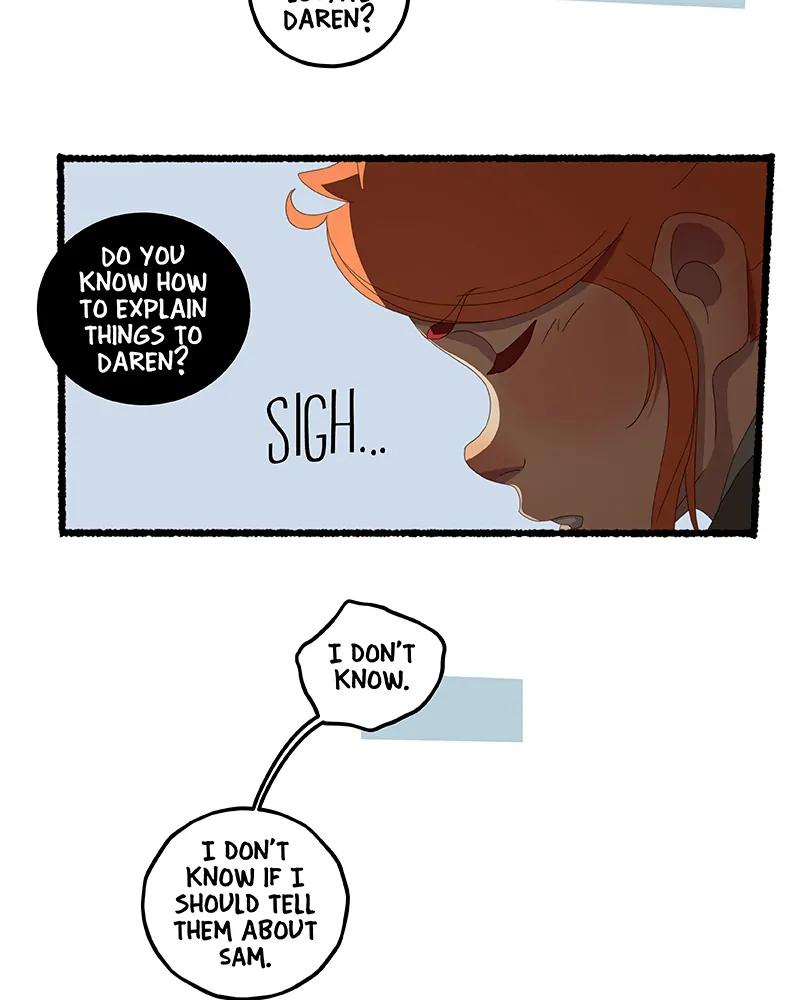 DAREN?
DO YOU
KNOW HOW
TO EXPLAIN
THINGS TO
DAREN?
SIGH...
I DON'T
KNOW.
I DON'T
KNOW IF I
SHOULD TELL
THEM ABOUT
SAM.